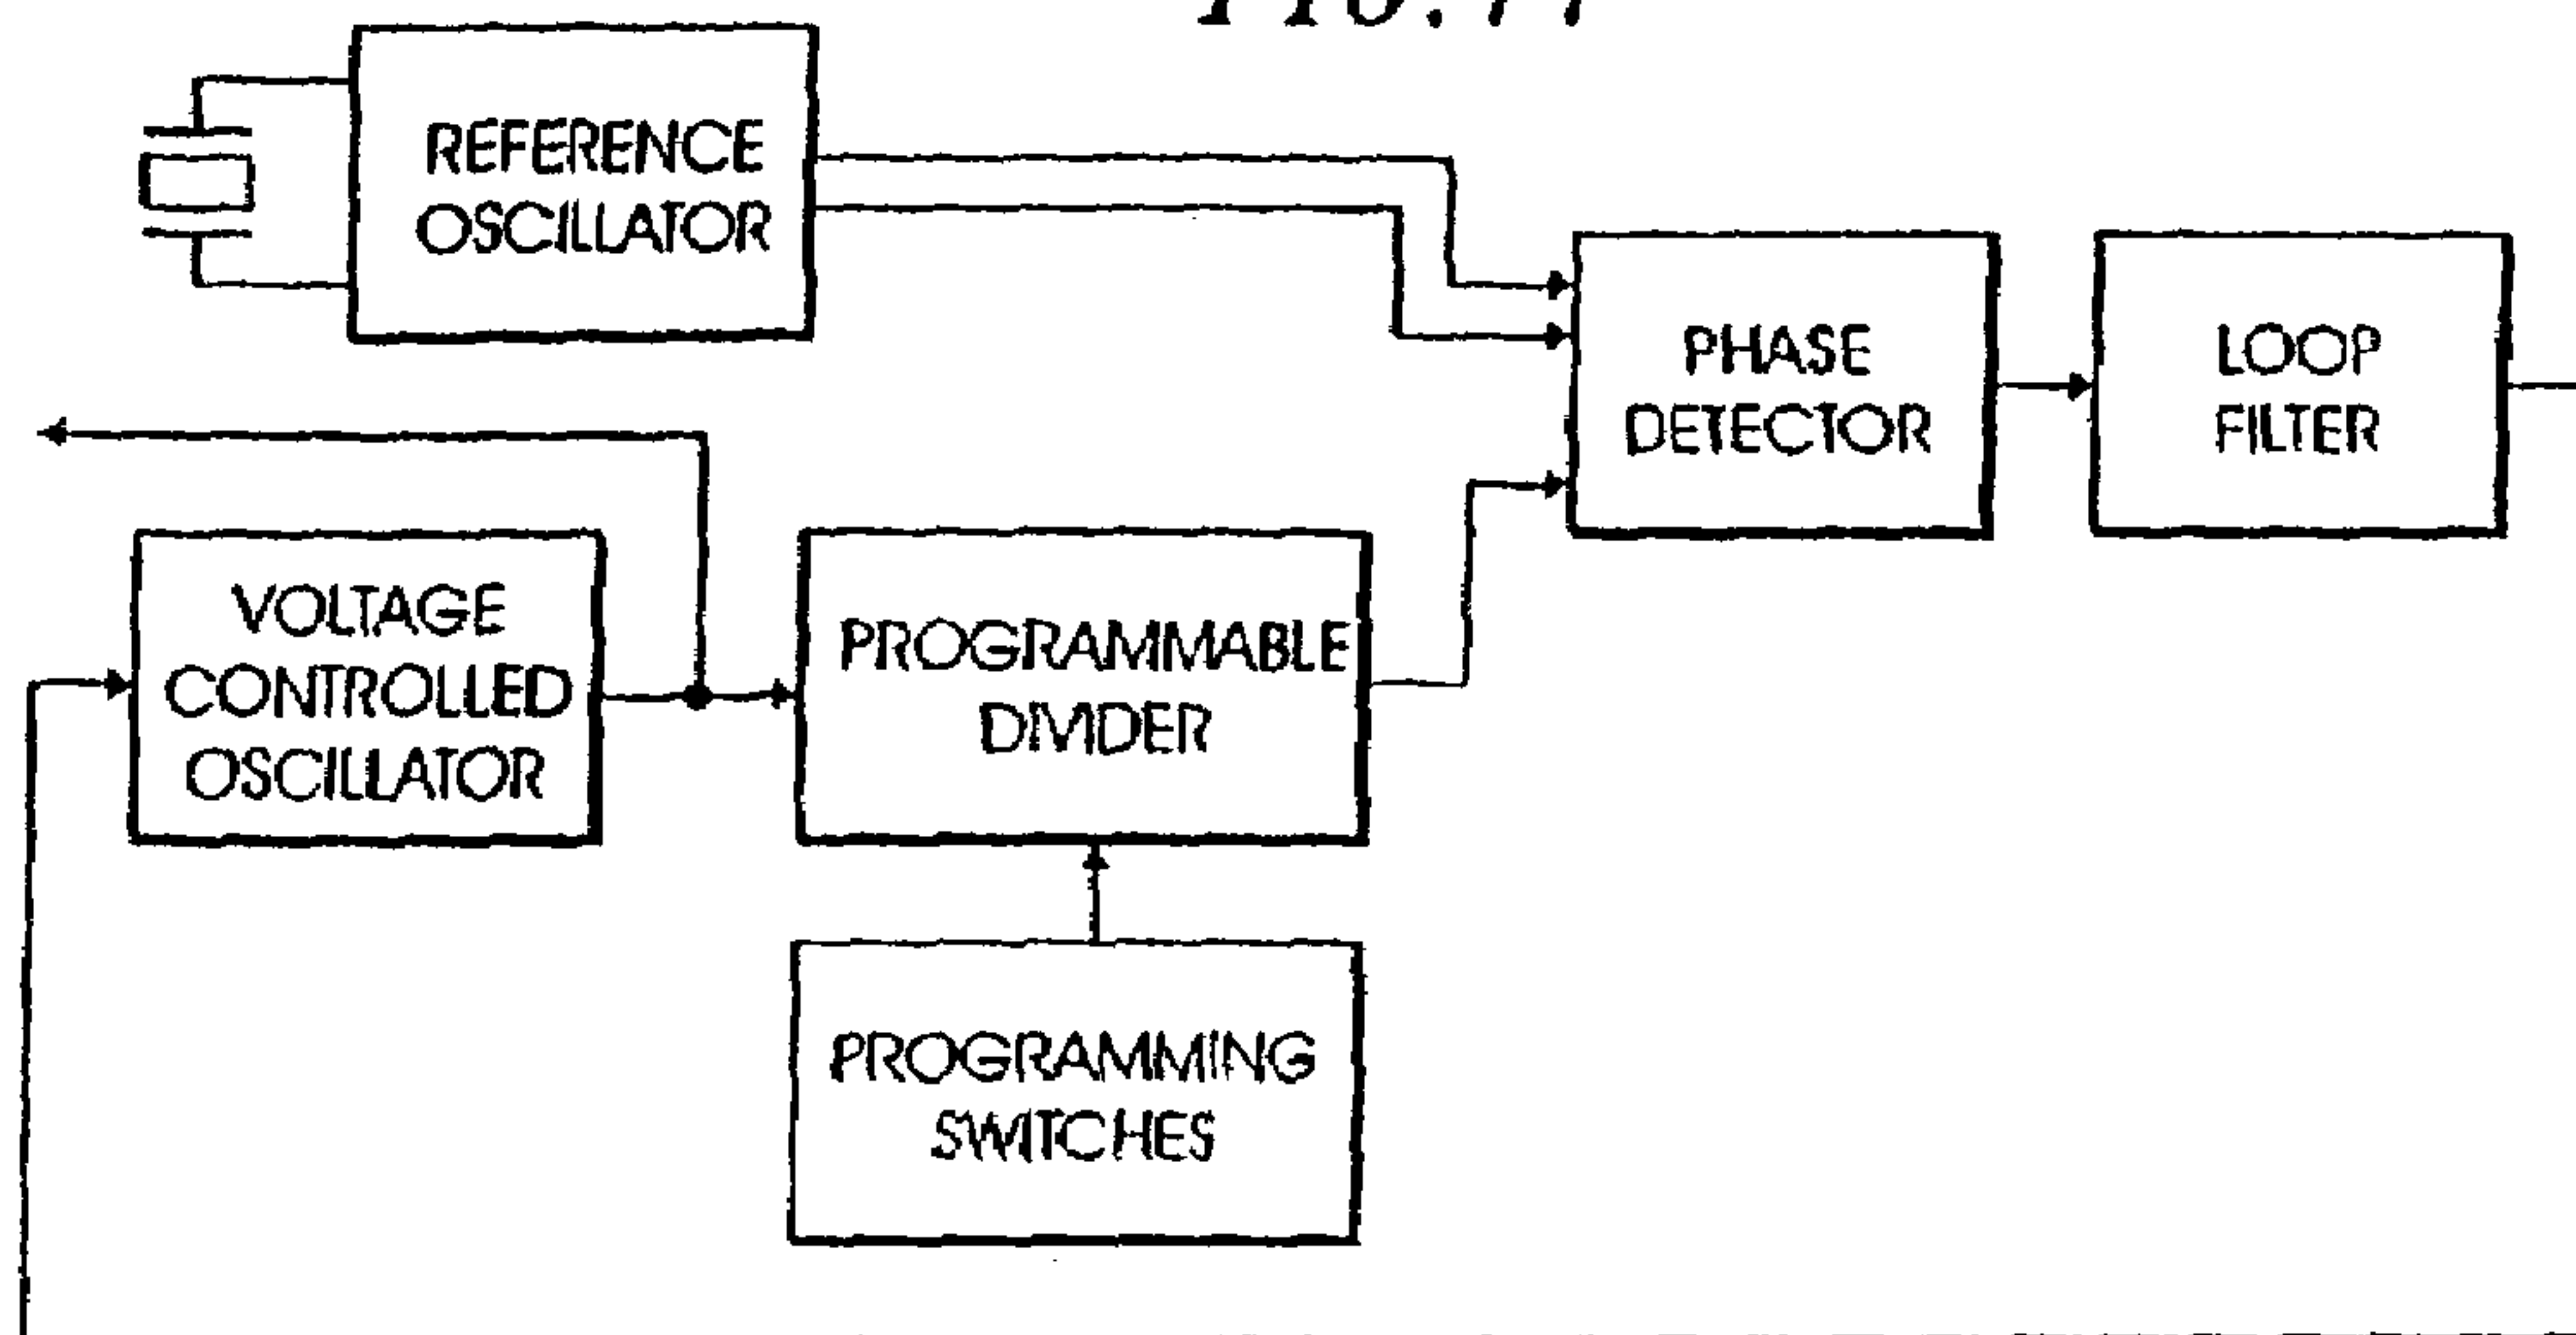 REFERENCE
OSCILLATOR
PHASE
DETECTOR
LOOP
FILTER
VOLTAGE
CONTROLLED
OSCILLATOR
PROGRAMMABLE
DIVIDER
PROGRAMMING
SWITCHES